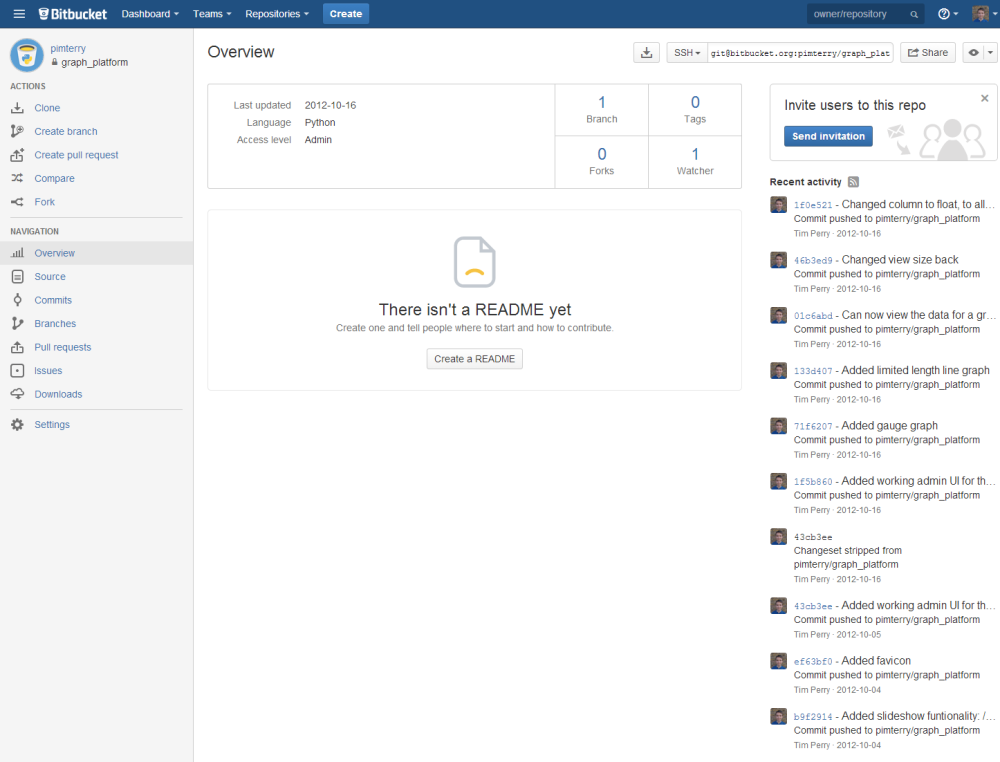 Bitbucket Dashboard Teams Repositories Create owner/repository
pimterry
graph_platform
ACTIONS
Clone
Create branch
Create pull request
Compare
Fork
NAVIGATION
Overview
Source
Commits
Branches
Pull requests
Issues
Downloads
Settings
Overview
SSH git@bitbucket.org:pimterry/graph_plat Share
Last updated 2012-10-16
Language Python
Access level Admin
1
Branch
0
Tags
0
Forks
1
Watcher
There isn't a README yet
Create one and tell people where to start and how to contribute.
Create a README
Invite users to this repo
Send invitation
Recent activity
1f0e521 - Changed column to float, to all...
Commit pushed to pimterry/graph_platform
Tim Perry · 2012-10-16
46b3ed9 - Changed view size back
Commit pushed to pimterry/graph_platform
Tim Perry · 2012-10-16
01c6abd - Can now view the data for a gr...
Commit pushed to pimterry/graph_platform
Tim Perry · 2012-10-16
133d407 - Added limited length line graph
Commit pushed to pimterry/graph_platform
Tim Perry · 2012-10-16
71f6207 - Added gauge graph
Commit pushed to pimterry/graph_platform
Tim Perry · 2012-10-16
1f5b860 - Added working admin UI for th...
Commit pushed to pimterry/graph_platform
Tim Perry · 2012-10-16
43cb3ee
Changeset stripped from
pimterry/graph_platform
Tim Perry · 2012-10-16
43cb3ee - Added working admin UI for th...
Commit pushed to pimterry/graph_platform
Tim Perry · 2012-10-05
ef63bf0 - Added favicon
Commit pushed to pimterry/graph_platform
Tim Perry · 2012-10-04
b9f2914 - Added slideshow funtionality: /...
Commit pushed to pimterry/graph_platform
Tim Perry · 2012-10-04